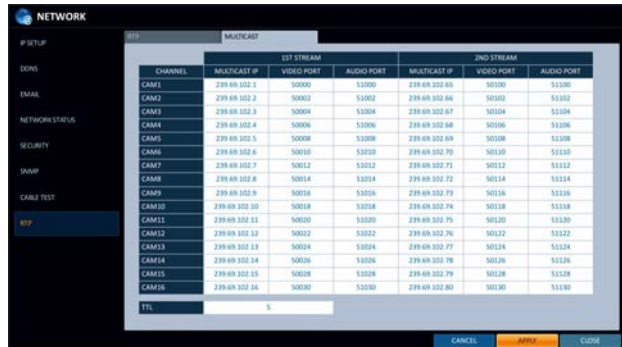 NETWORK
IP SETUP
DDNS
EMAIL
NETWORK STATUS
SECURITY
SNMP
CABLE TEST
RTP
RTP MULTICAST
1ST STREAM 2ND STREAM
CHANNEL MULTICAST IP VIDEO PORT AUDIO PORT MULTICAST IP VIDEO PORT AUDIO PORT
CAM1 239.69.102.1 50000 51000 239.69.102.65 50100 51100
CAM2 239.69.102.2 50002 51002 239.69.102.66 50102 51102
CAM3 239.69.102.3 50004 51004 239.69.102.67 50104 51104
CAM4 239.69.102.4 50006 51006 239.69.102.68 50106 51106
CAM5 239.69.102.5 50008 51008 239.69.102.69 50108 51108
CAM6 239.69.102.6 50010 51010 239.69.102.70 50110 51110
CAM7 239.69.102.7 50012 51012 239.69.102.71 50112 51112
CAM8 239.69.102.8 50014 51014 239.69.102.72 50114 51114
CAM9 239.69.102.9 50016 51016 239.69.102.73 50116 51116
CAM10 239.69.102.10 50018 51018 239.69.102.74 50118 51118
CAM11 239.69.102.11 50020 51020 239.69.102.75 50120 51120
CAM12 239.69.102.12 50022 51022 239.69.102.76 50122 51122
CAM13 239.69.102.13 50024 51024 239.69.102.77 50124 51124
CAM14 239.69.102.14 50026 51026 239.69.102.78 50126 51126
CAM15 239.69.102.15 50028 51028 239.69.102.79 50128 51128
CAM16 239.69.102.16 50030 51030 239.69.102.80 50130 51130
TTL 5
CANCEL APPLY CLOSE